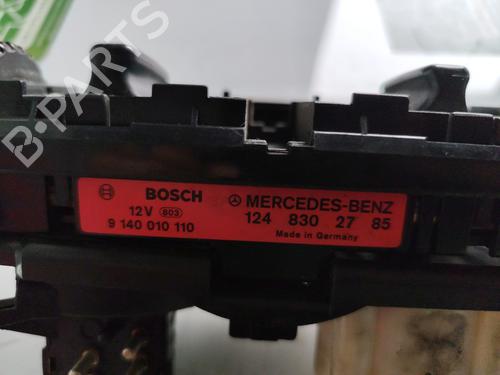 B-PARTS
BOSCH
12V 803
9 140 010 110
MERCEDES-BENZ
124 830 27 85
Made in Germany